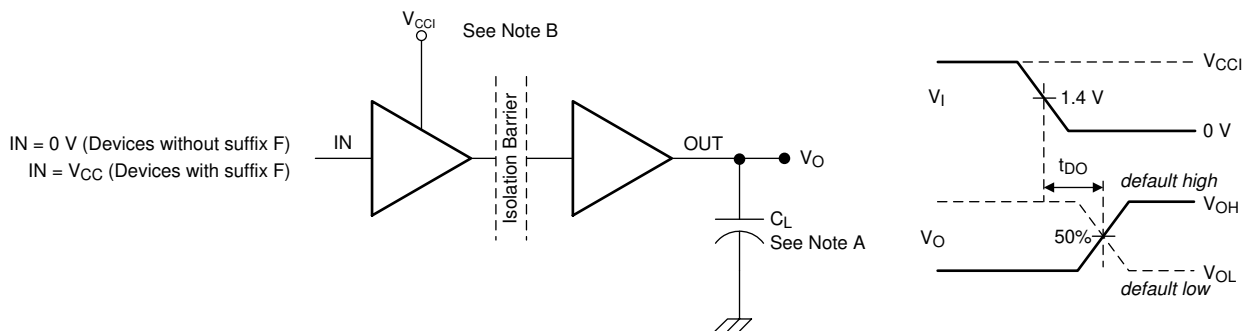 V_CCI
See Note B
IN = 0 V (Devices without suffix F)
IN = V_CC (Devices with suffix F)
IN
Isolation Barrier
OUT
V_O
C_L
See Note A
V_I
V_CCI
1.4 V
0 V
t_DO
default high
V_OH
V_O
50%
V_OL
default low